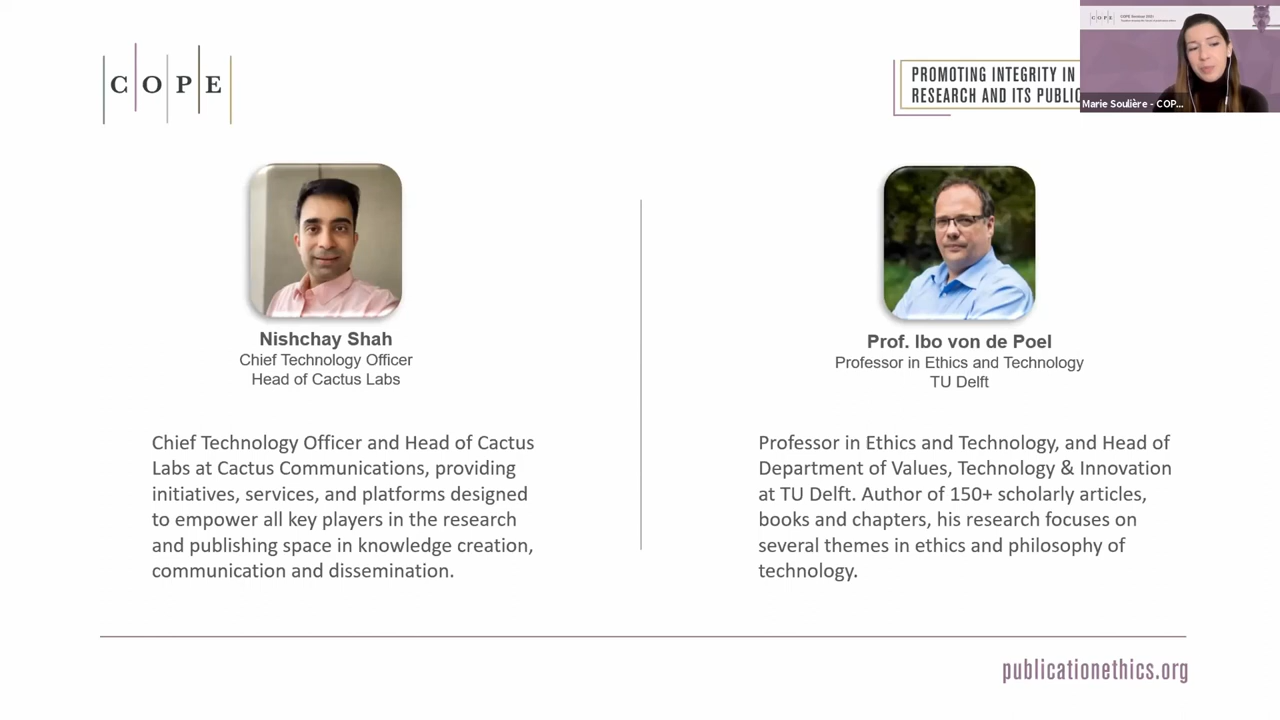 COPE
PROMOTING INTEGRITY IN
RESEARCH AND ITS PUBLIC
COPE
Marie Soulière - COP...
Nishchay Shah
Chief Technology Officer
Head of Cactus Labs
Chief Technology Officer and Head of Cactus
Labs at Cactus Communications, providing
initiatives, services, and platforms designed
to empower all key players in the research
and publishing space in knowledge creation,
communication and dissemination.
Prof. Ibo von de Poel
Professor in Ethics and Technology
TU Delft
Professor in Ethics and Technology, and Head of
Department of Values, Technology & Innovation
at TU Delft. Author of 150+ scholarly articles,
books and chapters, his research focuses on
several themes in ethics and philosophy of
technology.
publicationethics.org